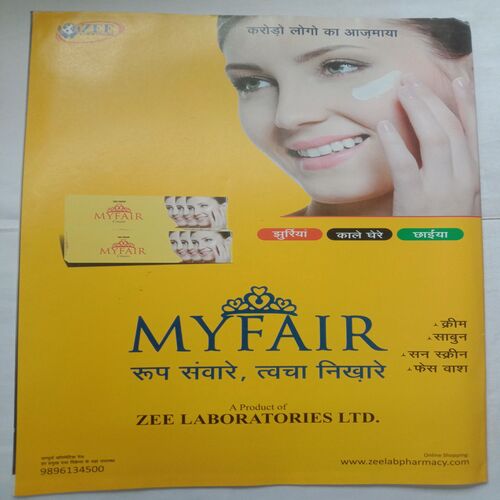 ZEE
करोड़ो लोगो का आज़माया
MYFAIR
MYFAIR
झुर्रियां
काले घेरे
छाईया
MYFAIR
रूप संवारे, त्वचा निख़ारे
क्रीम
साबुन
सन स्क्रीन
फेस वाश
A Product of
ZEE LABORATORIES LTD.
9896134500
Online Shopping:
www.zeelabpharmacy.com